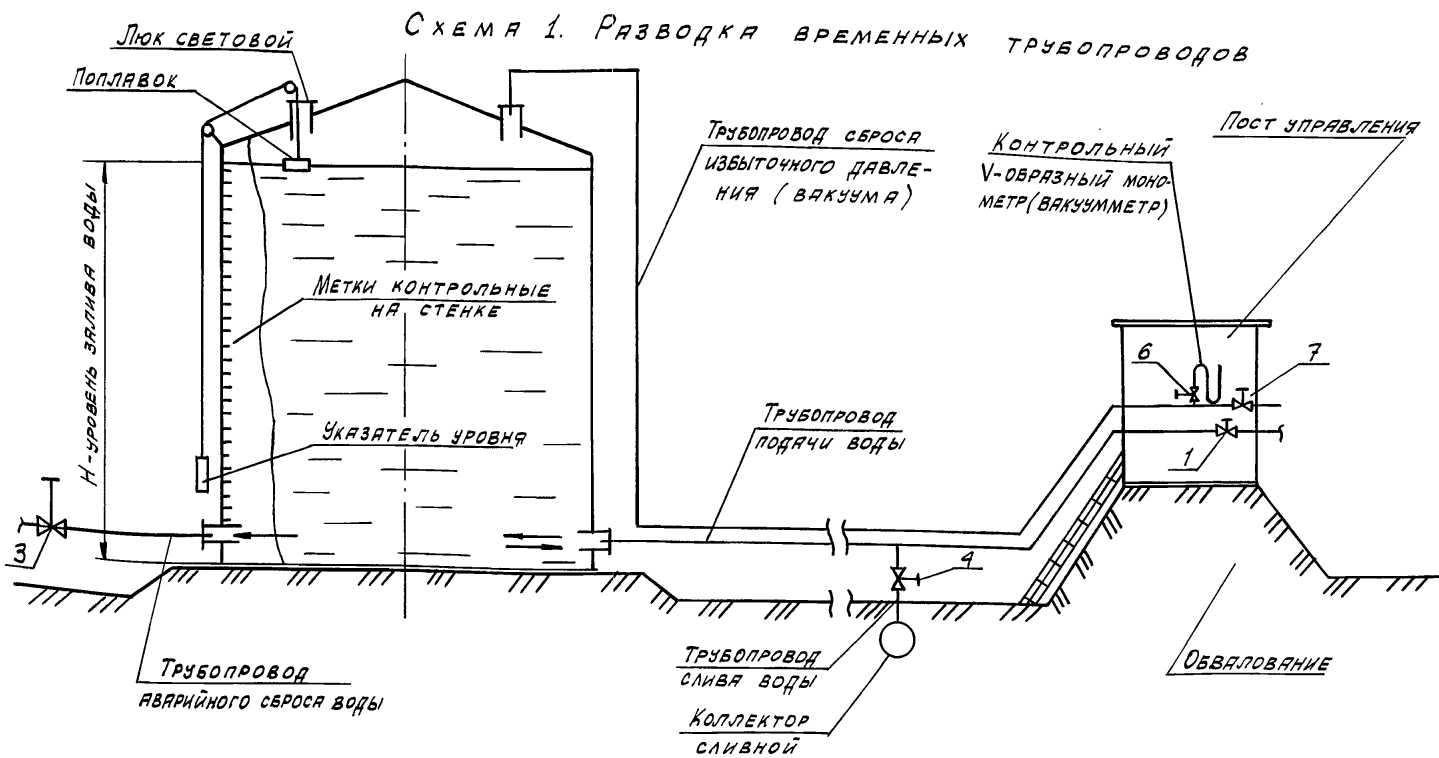 Схема 1. Разводка временных трубопроводов
Люк световой
Поплавок
Трубопровод сброса
избыточного давле-
ния (вакуума)
Контрольный
V-образный моно-
метр(вакуумметр)
Пост управления
H-уровень залива воды
Метки контрольные
на стенке
Указатель уровня
Трубопровод
подачи воды
6
7
1
3
4
Трубопровод
аварийного сброса воды
Трубопровод
слива воды
Коллектор
сливной
Обвалование